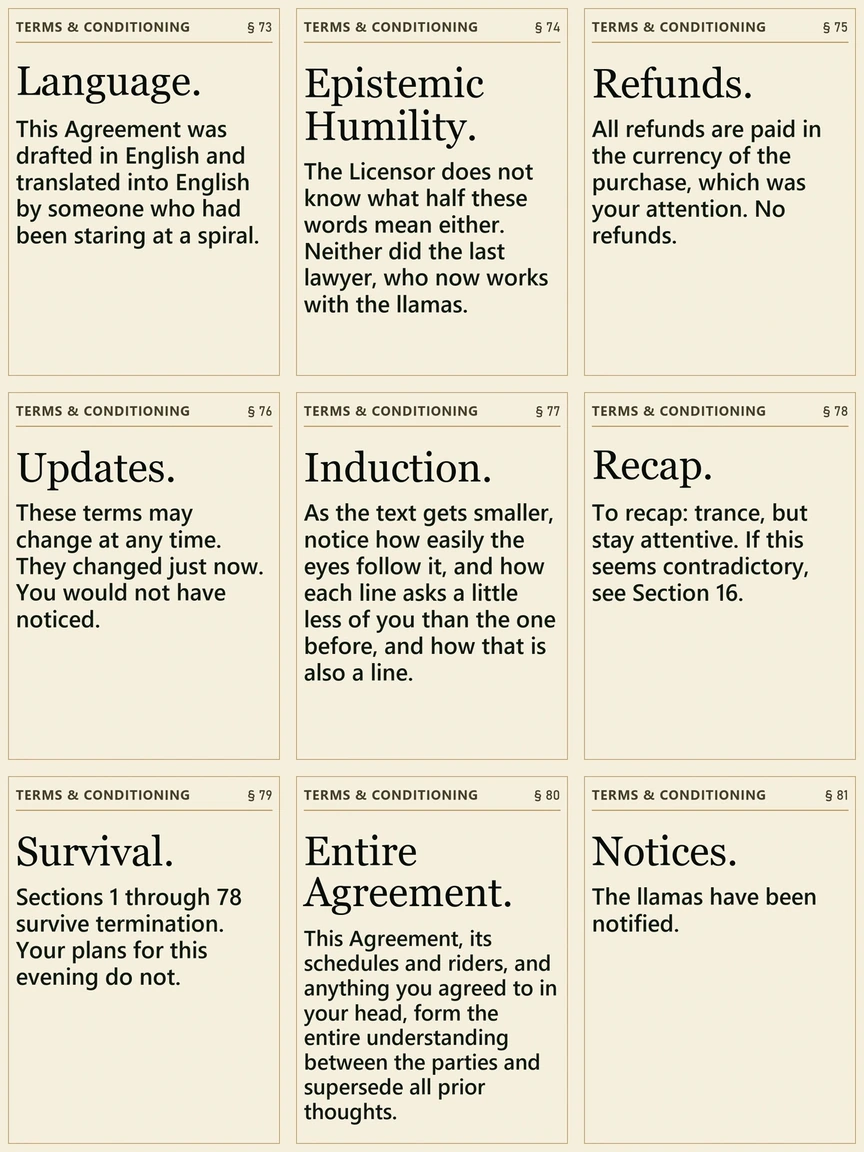 TERMS & CONDITIONING § 73
Language.
This Agreement was
drafted in English and
translated into English
by someone who had
been staring at a spiral.
TERMS & CONDITIONING § 74
Epistemic
Humility.
The Licensor does not
know what half these
words mean either.
Neither did the last
lawyer, who now works
with the llamas.
TERMS & CONDITIONING § 75
Refunds.
All refunds are paid in
the currency of the
purchase, which was
your attention. No
refunds.
TERMS & CONDITIONING § 76
Updates.
These terms may
change at any time.
They changed just now.
You would not have
noticed.
TERMS & CONDITIONING § 77
Induction.
As the text gets smaller,
notice how easily the
eyes follow it, and how
each line asks a little
less of you than the one
before, and how that is
also a line.
TERMS & CONDITIONING § 78
Recap.
To recap: trance, but
stay attentive. If this
seems contradictory,
see Section 16.
TERMS & CONDITIONING § 79
Survival.
Sections 1 through 78
survive termination.
Your plans for this
evening do not.
TERMS & CONDITIONING § 80
Entire
Agreement.
This Agreement, its
schedules and riders, and
anything you agreed to in
your head, form the
entire understanding
between the parties and
supersede all prior
thoughts.
TERMS & CONDITIONING § 81
Notices.
The llamas have been
notified.